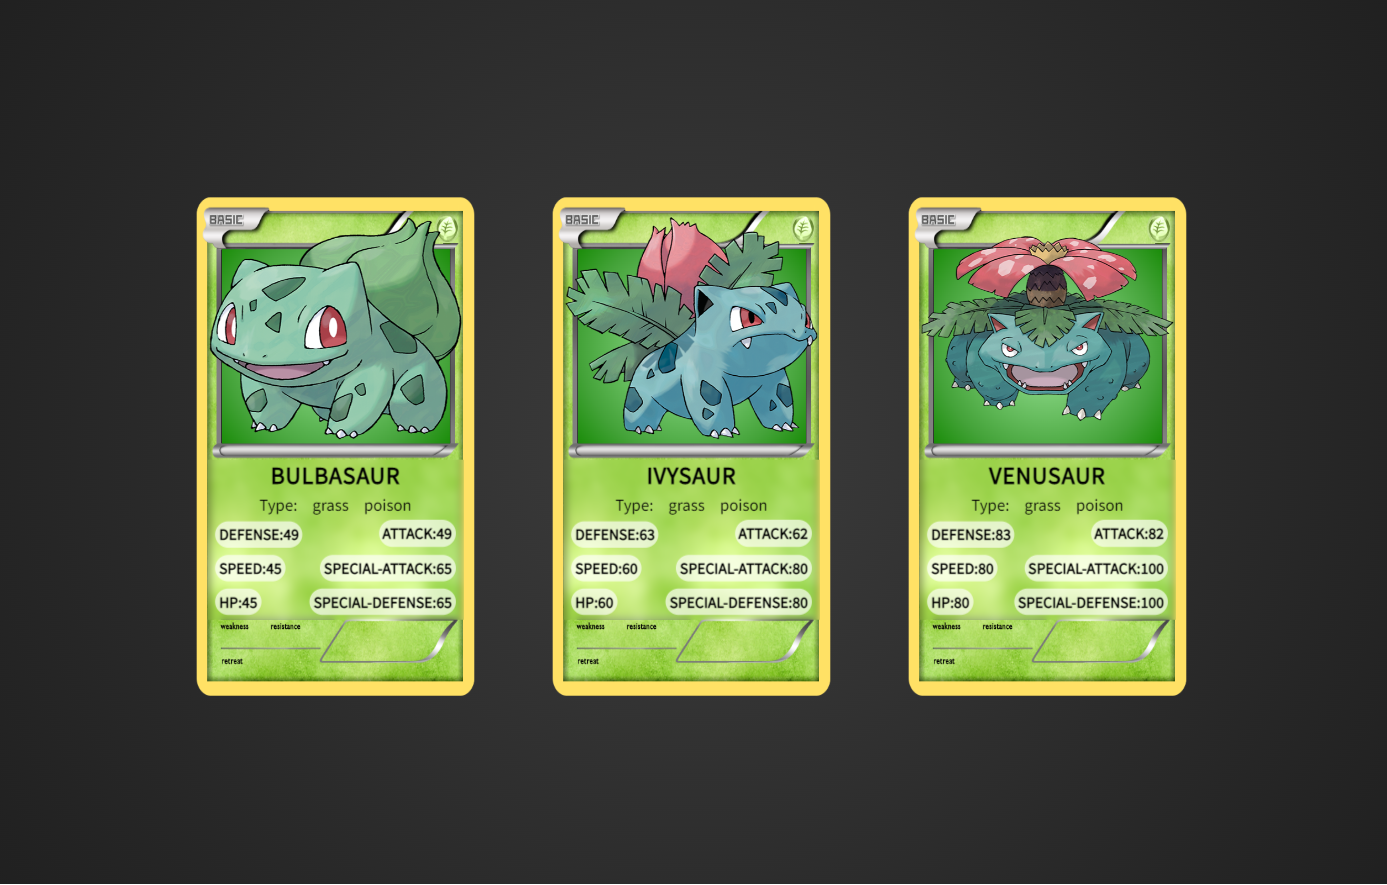 BASIC
BULBASAUR
Type: grass poison
DEFENSE:49 ATTACK:49
SPEED:45 SPECIAL-ATTACK:65
HP:45 SPECIAL-DEFENSE:65
weakness resistance
retreat
BASIC
IVYSAUR
Type: grass poison
DEFENSE:63 ATTACK:62
SPEED:60 SPECIAL-ATTACK:80
HP:60 SPECIAL-DEFENSE:80
weakness resistance
retreat
BASIC
VENUSAUR
Type: grass poison
DEFENSE:83 ATTACK:82
SPEED:80 SPECIAL-ATTACK:100
HP:80 SPECIAL-DEFENSE:100
weakness resistance
retreat